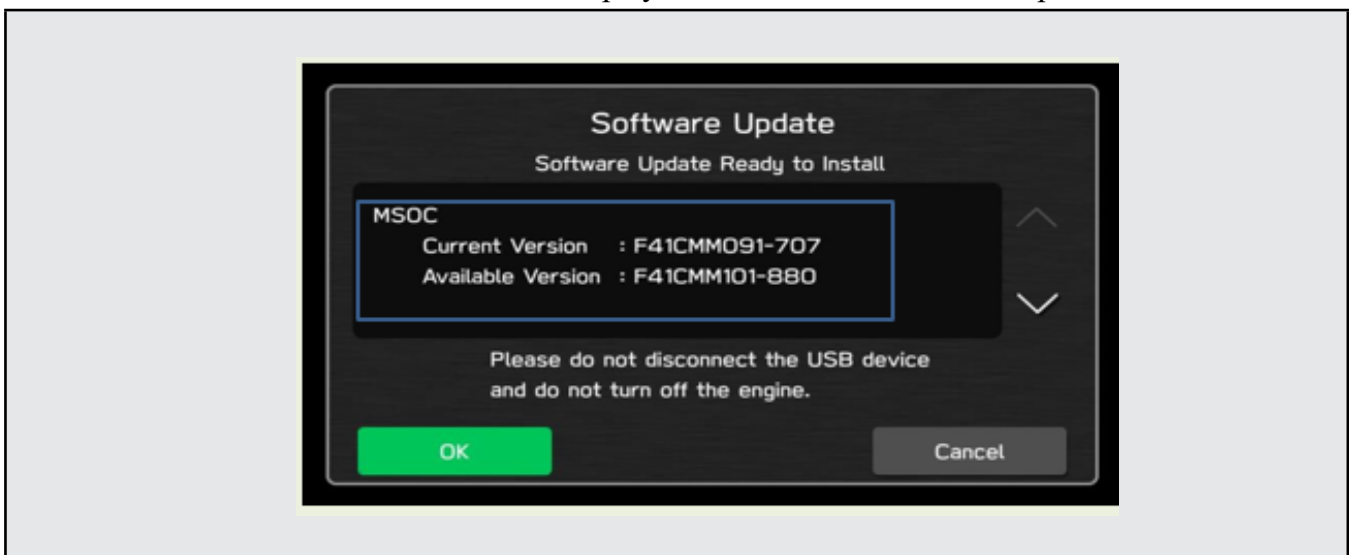 Software Update
Software Update Ready to Install
MSOC
Current Version : F41CMM091-707
Available Version : F41CMM101-880
Please do not disconnect the USB device
and do not turn off the engine.
OK Cancel